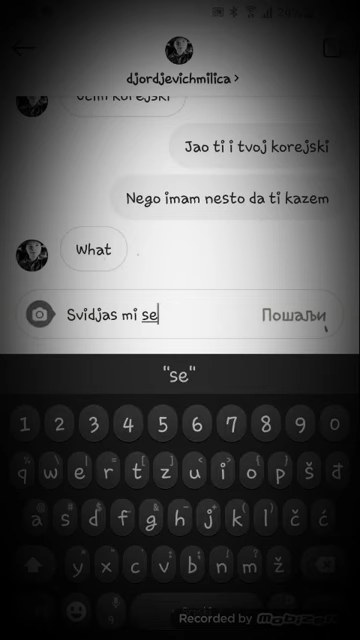 djordjevichmilica >
Jao ti i tvoj korejski
Nego imam nesto da ti kazem
What
Svidjas mi se
Пошаљи
"se"
1 2 3 4 5 6 7 8 9 0
q w e r t z u i o p š đ
a s d f g h j k l č ć
y x c v b n m ž
Recorded by Mobizen